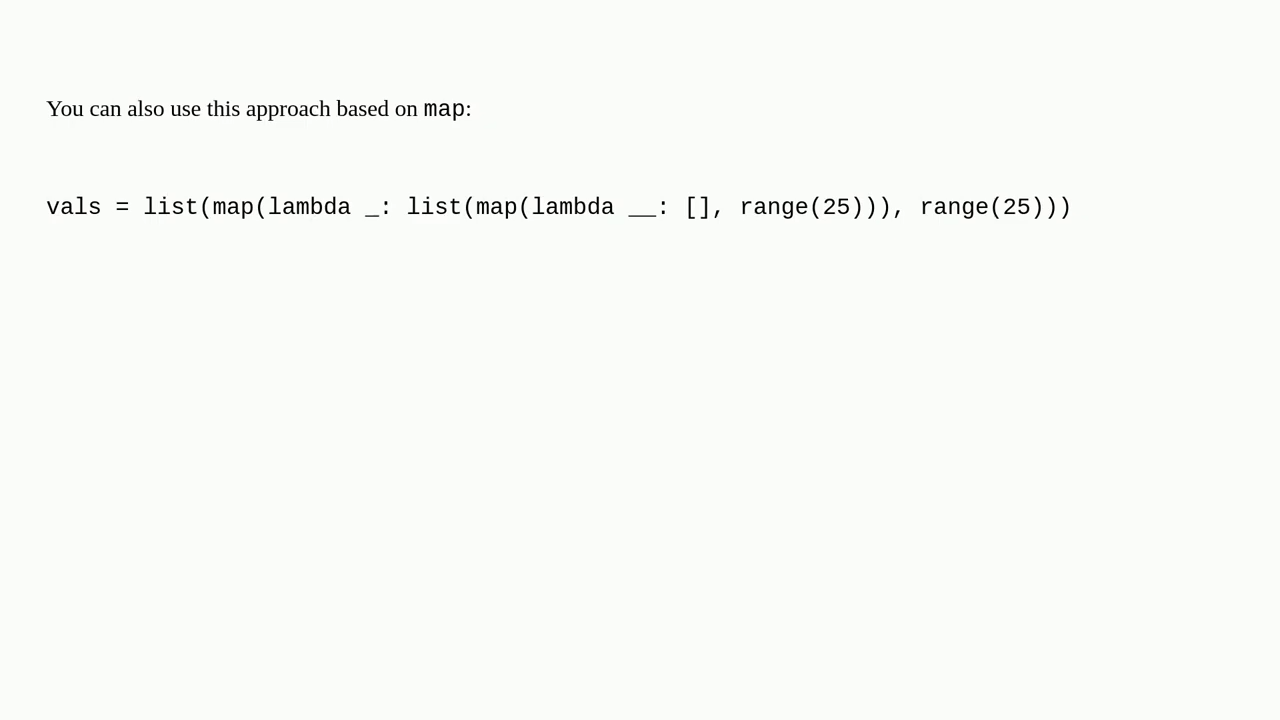 You can also use this approach based on map:
vals = list(map(lambda _: list(map(lambda __: [], range(25))), range(25)))